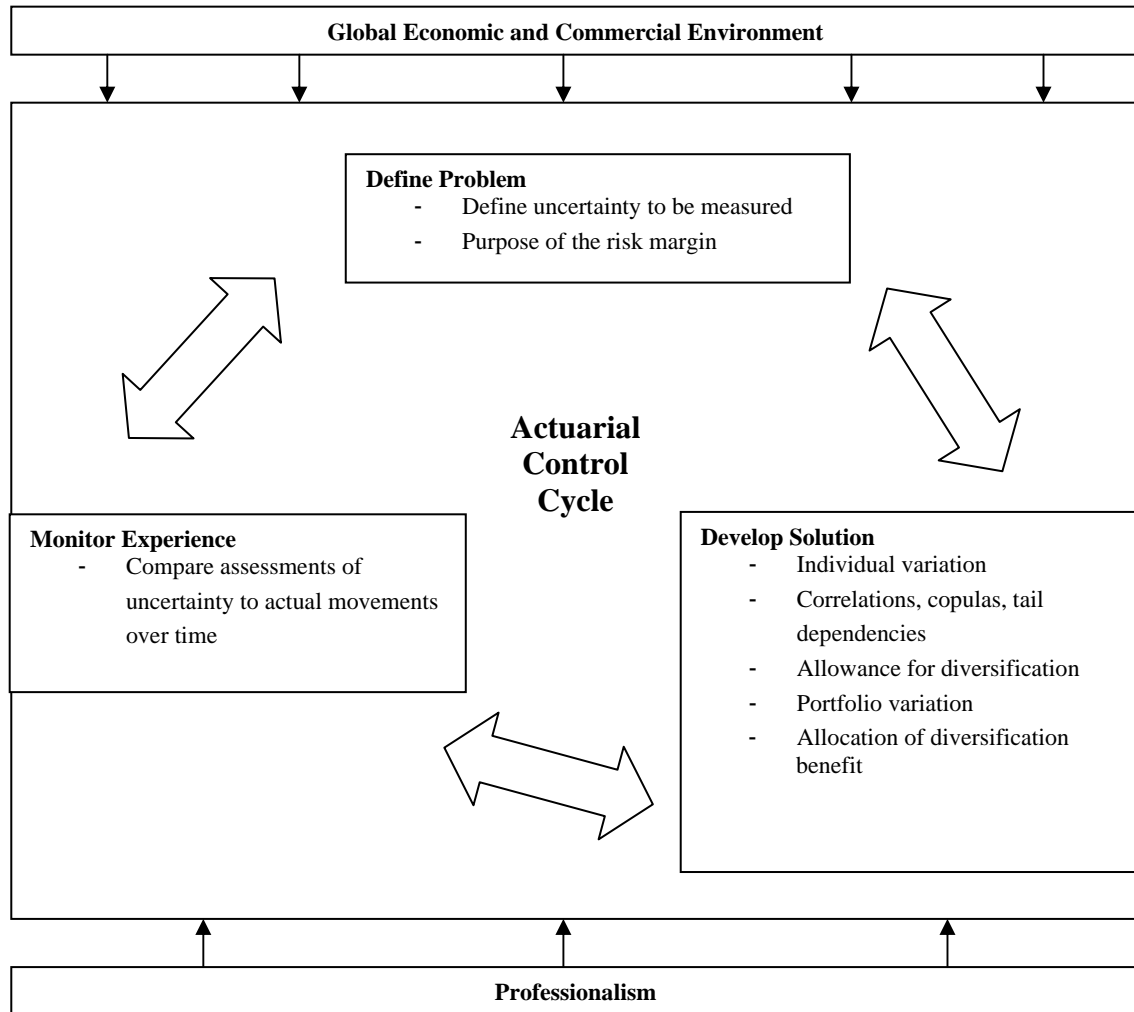 Global Economic and Commercial Environment
Define Problem
- Define uncertainty to be measured
- Purpose of the risk margin
Actuarial
Control
Cycle
Monitor Experience
- Compare assessments of
uncertainty to actual movements
over time
Develop Solution
- Individual variation
- Correlations, copulas, tail
dependencies
- Allowance for diversification
- Portfolio variation
- Allocation of diversification
benefit
Professionalism